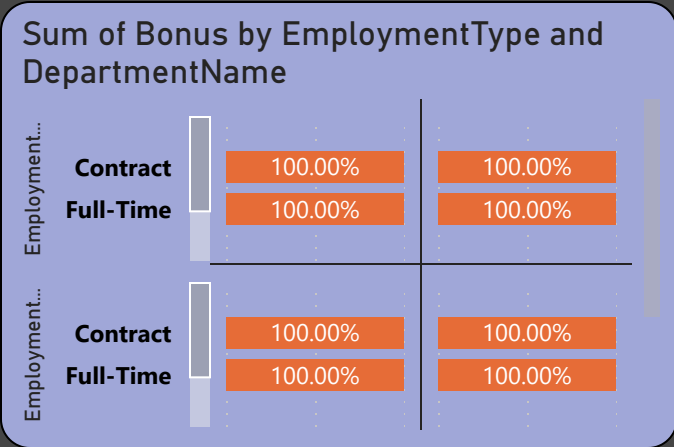 Sum of Bonus by EmploymentType and
DepartmentName
Employment...
Contract 100.00% 100.00%
Full-Time 100.00% 100.00%
Employment...
Contract 100.00% 100.00%
Full-Time 100.00% 100.00%